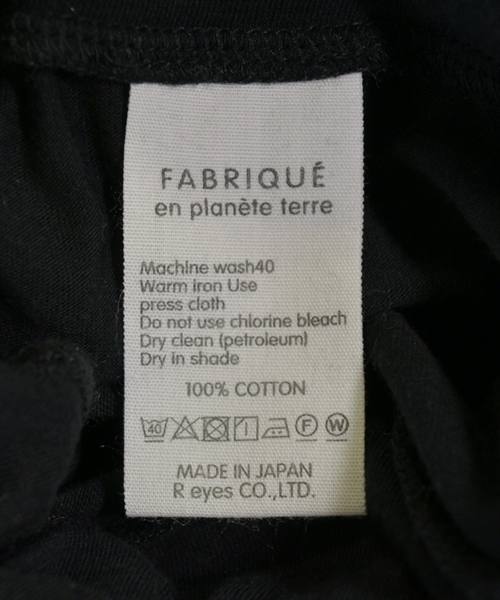 FABRIQUÉ
en planète terre
Machine wash40
Warm iron Use
press cloth
Do not use chlorine bleach
Dry clean (petroleum)
Dry in shade
100% COTTON
40 F W
MADE IN JAPAN
R eyes CO.,LTD.